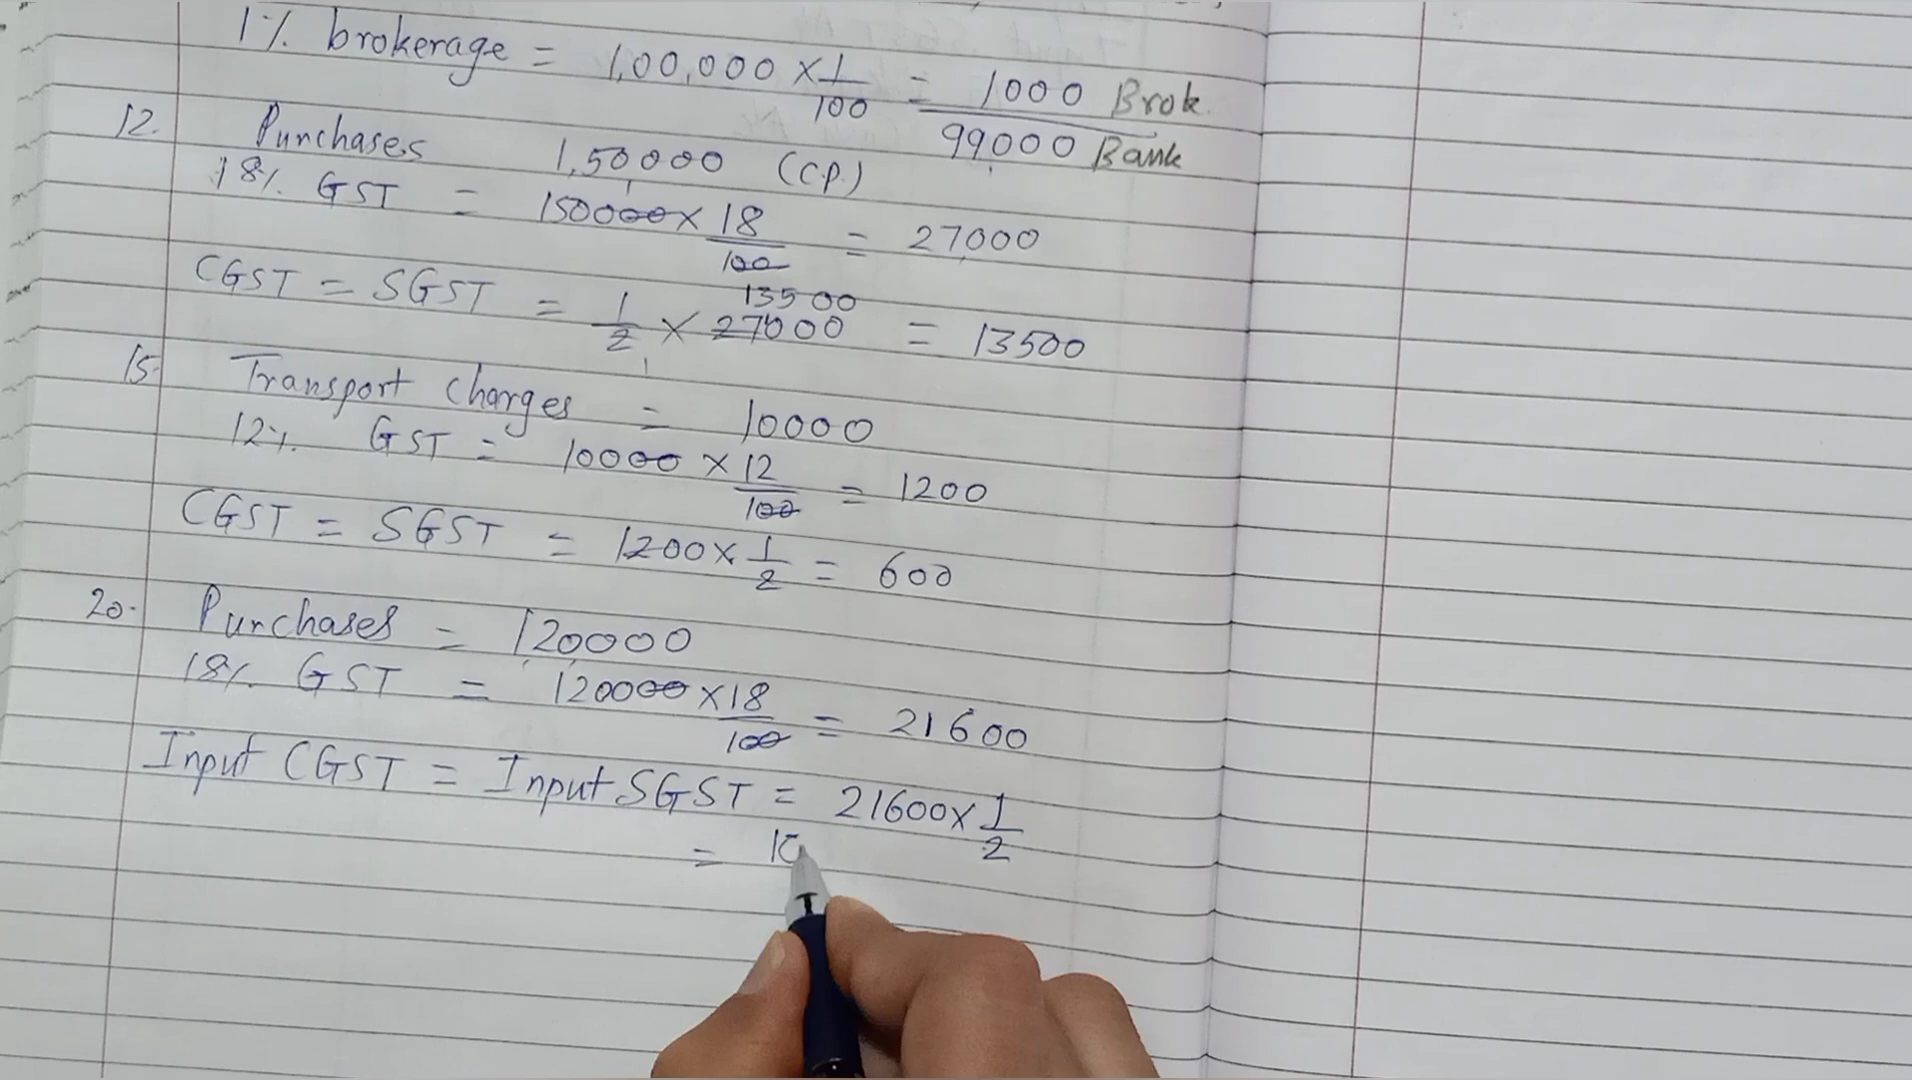 1% brokerage = 1,00,000 × 1/100 = 1000 Brok.
99000 Bank
12. Purchases 1,50,000 (C.P.)
18% GST = 150000 × 18/100 = 27000
13500
CGST = SGST = 1/2 × 27000 = 13500
15. Transport charges = 10000
12% GST = 10000 × 12/100 = 1200
CGST = SGST = 1200 × 1/2 = 600
20. Purchases = 120000
18% GST = 120000 × 18/100 = 21600
Input CGST = Input SGST = 21600 × 1/2
= 10